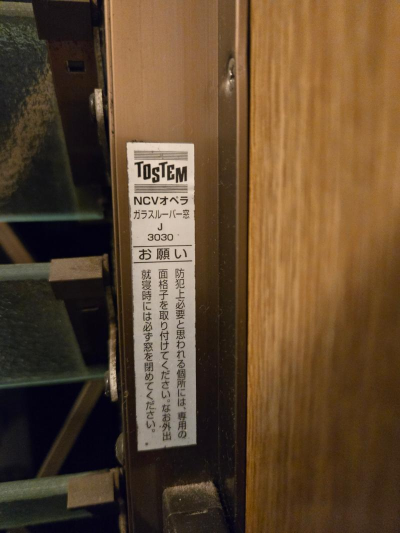 TOSTEM
NCVオペラ
ガラスルーバー窓
J
3030
お願い
防犯上必要と思われる個所には、専用の
面格子を取り付けてください。なお外出
就寝時には必ず窓を閉めてください。